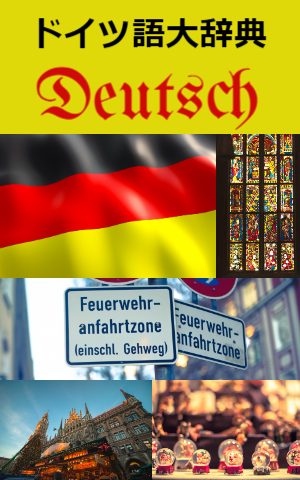 ドイツ語大辞典
Deutsch
Feuerwehr-
anfahrtzone
(einschl. Gehweg)
Feuerwehr-
anfahrtzone